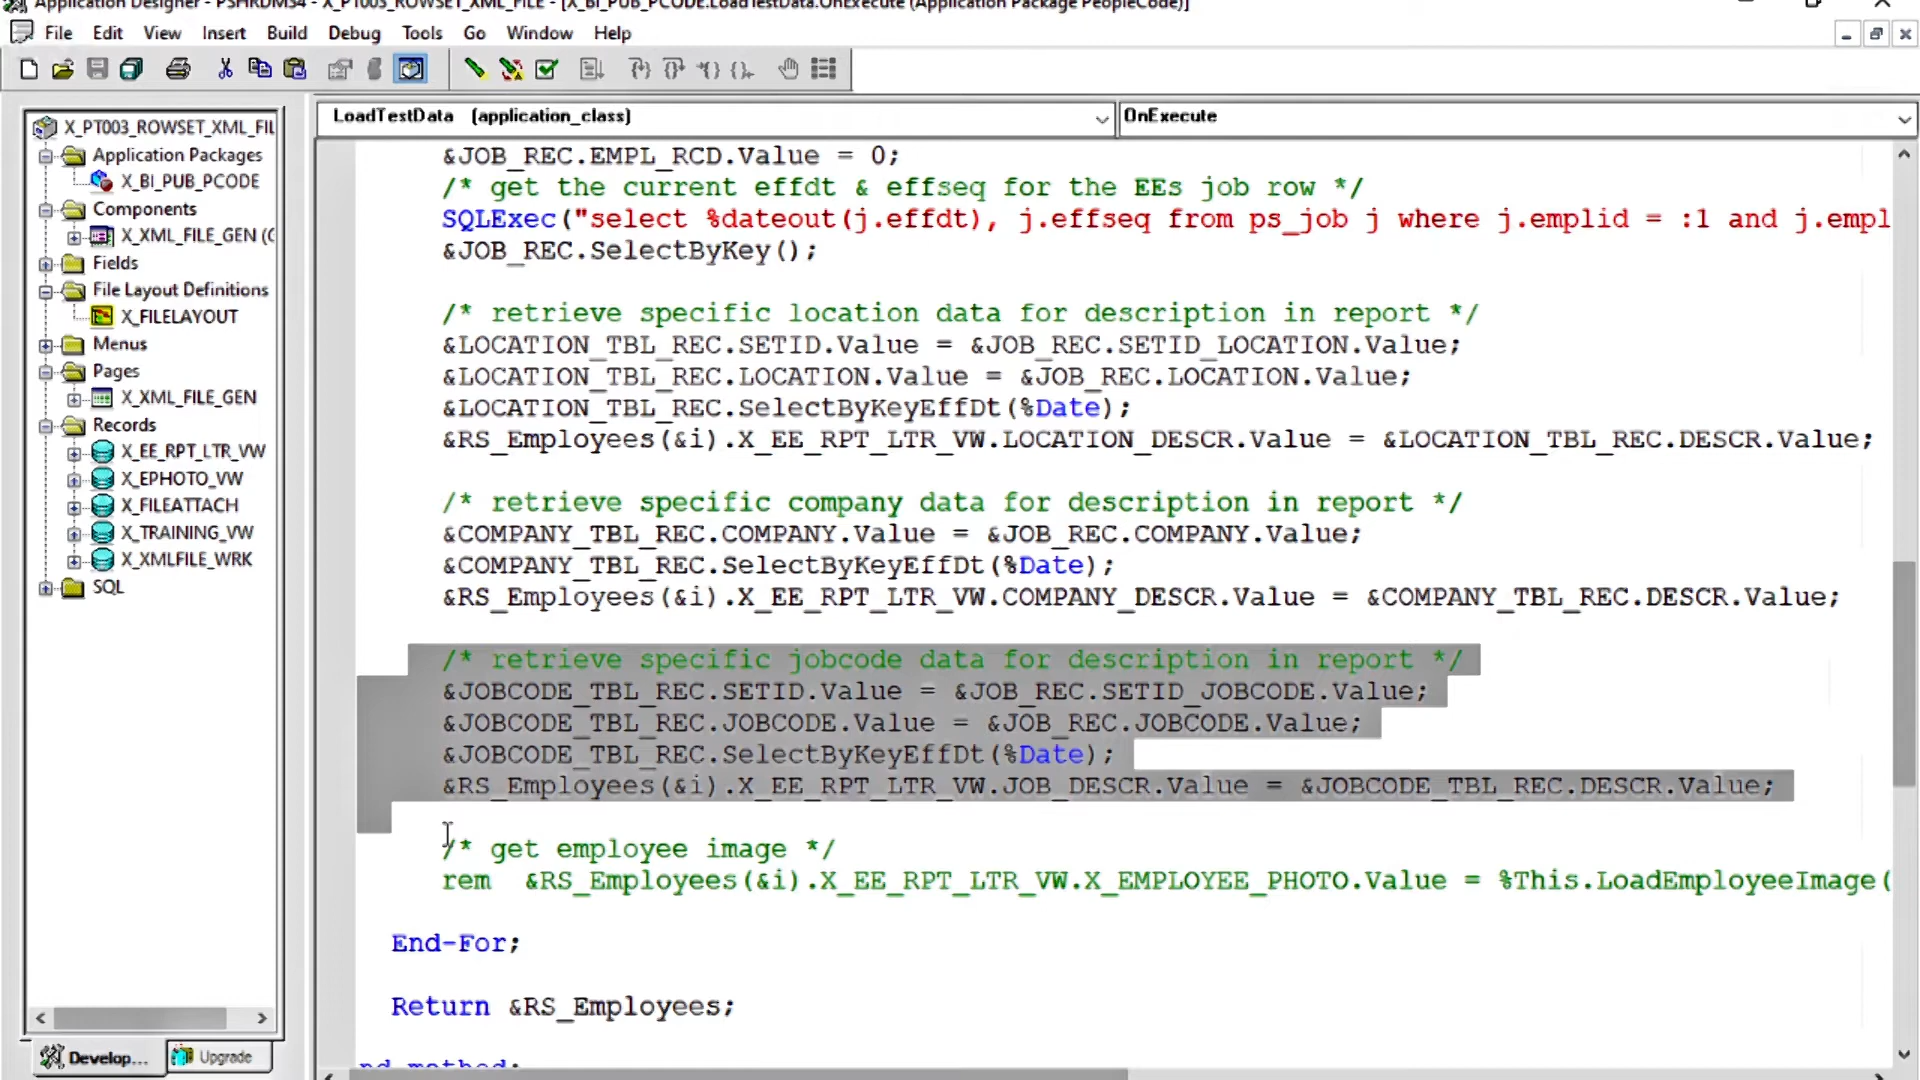 Application Designer - PSHRDM34 - X_PT003_ROWSET_XML_FILE - [X_BI_PUB_PCODE.LoadTestData.OnExecute (Application Package PeopleCode)]
File Edit View Insert Build Debug Tools Go Window Help
LoadTestData (application_class) OnExecute
X_PT003_ROWSET_XML_FIL
Application Packages
X_BI_PUB_PCODE
Components
X_XML_FILE_GEN (C
Fields
File Layout Definitions
X_FILELAYOUT
Menus
Pages
X_XML_FILE_GEN
Records
X_EE_RPT_LTR_VW
X_EPHOTO_VW
X_FILEATTACH
X_TRAINING_VW
X_XMLFILE_WRK
SQL
Develop... Upgrade
&JOB_REC.EMPL_RCD.Value = 0;
/* get the current effdt & effseq for the EEs job row */
SQLExec("select %dateout(j.effdt), j.effseq from ps_job j where j.emplid = :1 and j.empl
&JOB_REC.SelectByKey();
/* retrieve specific location data for description in report */
&LOCATION_TBL_REC.SETID.Value = &JOB_REC.SETID_LOCATION.Value;
&LOCATION_TBL_REC.LOCATION.Value = &JOB_REC.LOCATION.Value;
&LOCATION_TBL_REC.SelectByKeyEffDt(%Date);
&RS_Employees(&i).X_EE_RPT_LTR_VW.LOCATION_DESCR.Value = &LOCATION_TBL_REC.DESCR.Value;
/* retrieve specific company data for description in report */
&COMPANY_TBL_REC.COMPANY.Value = &JOB_REC.COMPANY.Value;
&COMPANY_TBL_REC.SelectByKeyEffDt(%Date);
&RS_Employees(&i).X_EE_RPT_LTR_VW.COMPANY_DESCR.Value = &COMPANY_TBL_REC.DESCR.Value;
/* retrieve specific jobcode data for description in report */
&JOBCODE_TBL_REC.SETID.Value = &JOB_REC.SETID_JOBCODE.Value;
&JOBCODE_TBL_REC.JOBCODE.Value = &JOB_REC.JOBCODE.Value;
&JOBCODE_TBL_REC.SelectByKeyEffDt(%Date);
&RS_Employees(&i).X_EE_RPT_LTR_VW.JOB_DESCR.Value = &JOBCODE_TBL_REC.DESCR.Value;
/* get employee image */
rem &RS_Employees(&i).X_EE_RPT_LTR_VW.X_EMPLOYEE_PHOTO.Value = %This.LoadEmployeeImage(
End-For;
Return &RS_Employees;
nd-method;